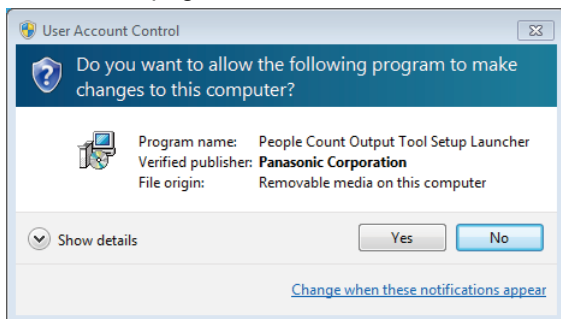 User Account Control
Do you want to allow the following program to make
changes to this computer?
Program name: People Count Output Tool Setup Launcher
Verified publisher: Panasonic Corporation
File origin: Removable media on this computer
Show details
Yes No
Change when these notifications appear